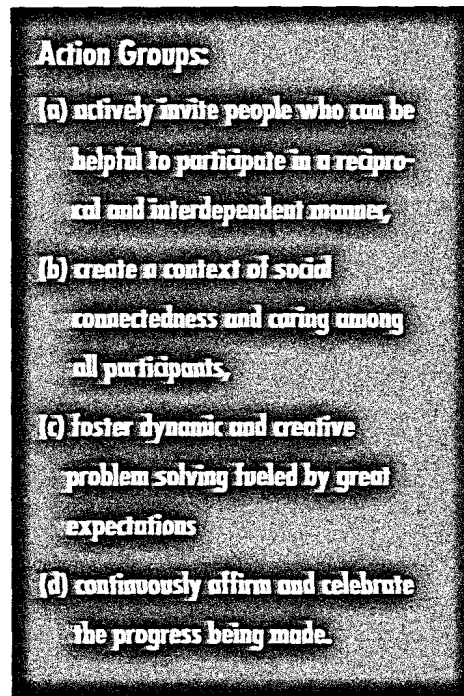 Action Groups:
(a) actively invite people who can be
helpful to participate in a recipro-
cal and interdependent manner,
(b) create a context of social
connectedness and caring among
all participants,
(c) foster dynamic and creative
problem solving fueled by great
expectations
(d) continuously affirm and celebrate
the progress being made.